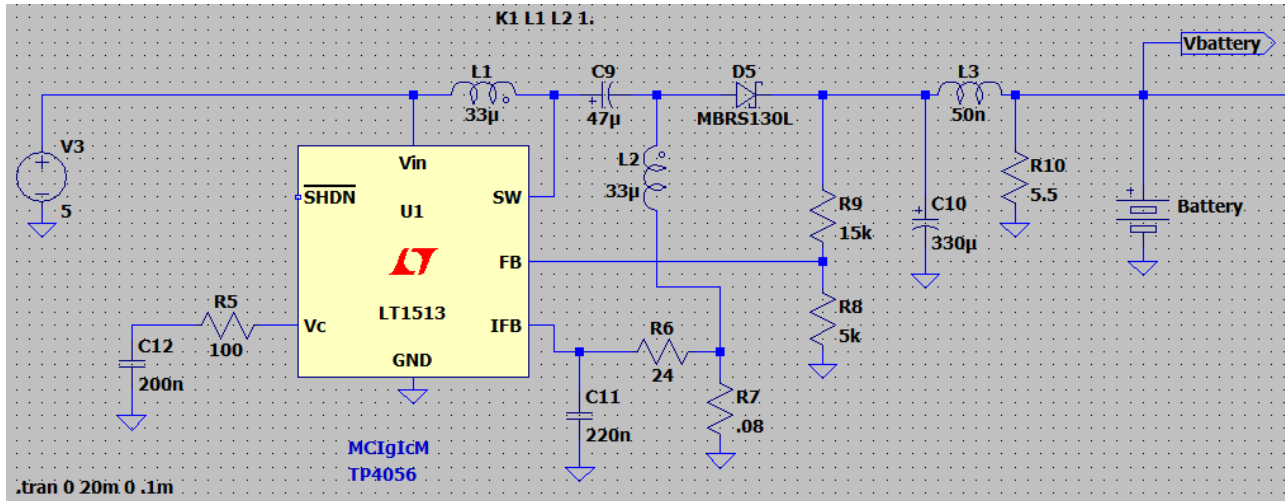 K1 L1 L2 1.
Vbattery
L1
33µ
C9
47µ
D5
MBRS130L
L3
50n
V3
5
Vin
SHDN
U1
SW
FB
LT1513
IFB
Vc
GND
L2
33µ
R9
15k
C10
330µ
R10
5.5
Battery
R5
100
C12
200n
R6
24
R8
5k
C11
220n
R7
.08
MCIgIcM
TP4056
.tran 0 20m 0 .1m